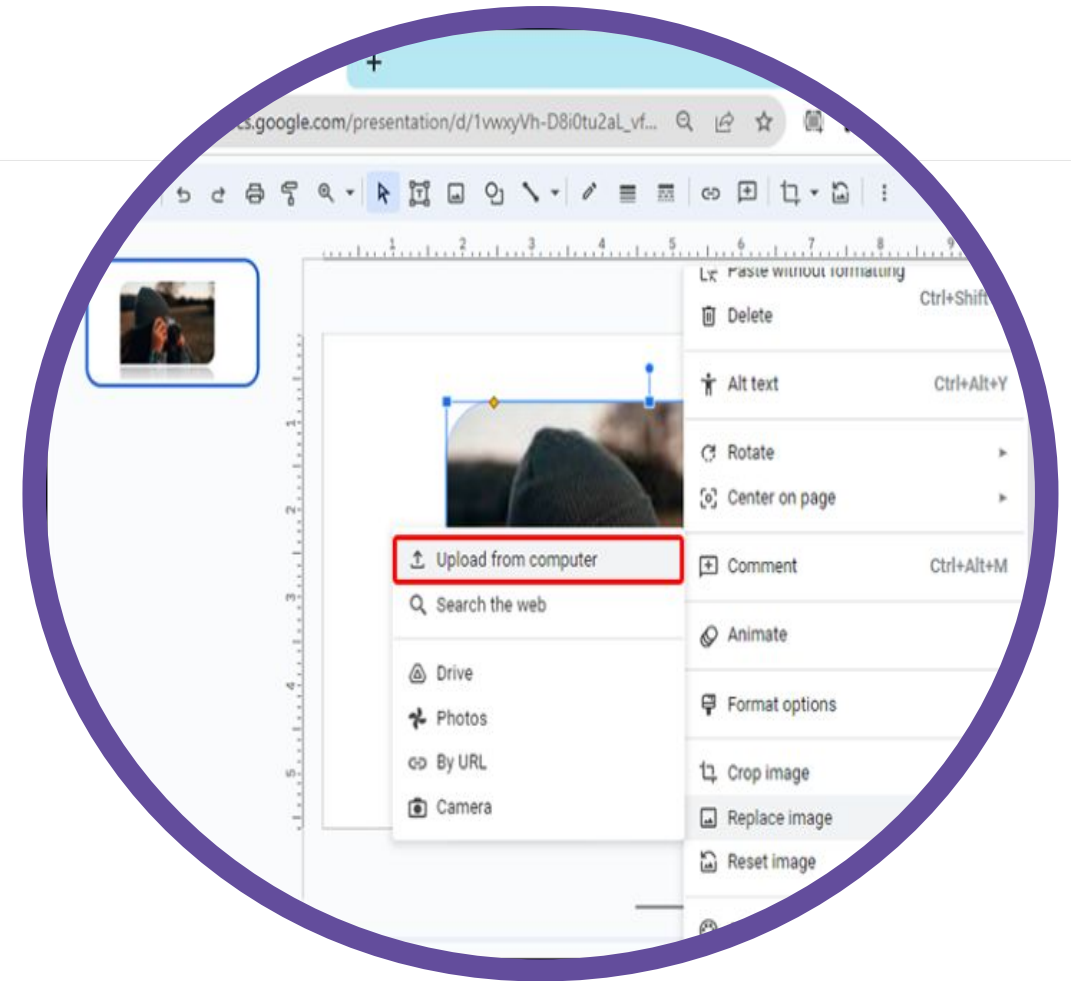 +
cs.google.com/presentation/d/1vwxyVh-D8i0tu2aL_vf...
1 2 3 4 5 6 7 8 9
Paste without formatting Ctrl+Shift
Delete
Alt text Ctrl+Alt+Y
Rotate
Center on page
Comment Ctrl+Alt+M
Animate
Format options
Crop image
Replace image
Reset image
Upload from computer
Search the web
Drive
Photos
By URL
Camera
1
2
3
4
5